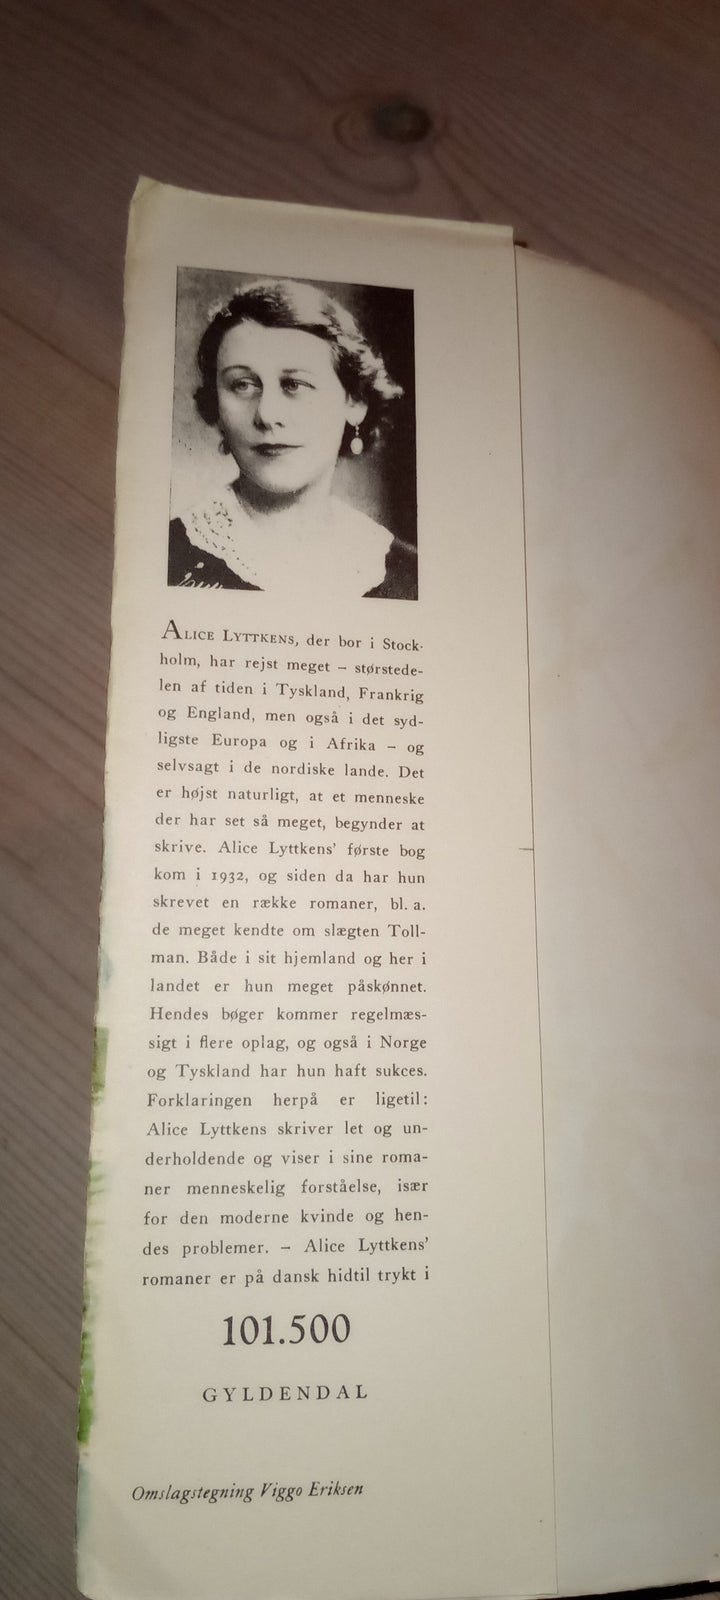 ALICE LYTTKENS, der bor i Stock-
holm, har rejst meget – størstede-
len af tiden i Tyskland, Frankrig
og England, men også i det syd-
ligste Europa og i Afrika – og
selvsagt i de nordiske lande. Det
er højst naturligt, at et menneske
der har set så meget, begynder at
skrive. Alice Lyttkens' første bog
kom i 1932, og siden da har hun
skrevet en række romaner, bl. a.
de meget kendte om slægten Toll-
man. Både i sit hjemland og her i
landet er hun meget påskønnet.
Hendes bøger kommer regelmæs-
sigt i flere oplag, og også i Norge
og Tyskland har hun haft sukces.
Forklaringen herpå er ligetil:
Alice Lyttkens skriver let og un-
derholdende og viser i sine roma-
ner menneskelig forståelse, især
for den moderne kvinde og hen-
des problemer. – Alice Lyttkens'
romaner er på dansk hidtil trykt i
101.500
GYLDENDAL
Omslagstegning Viggo Eriksen